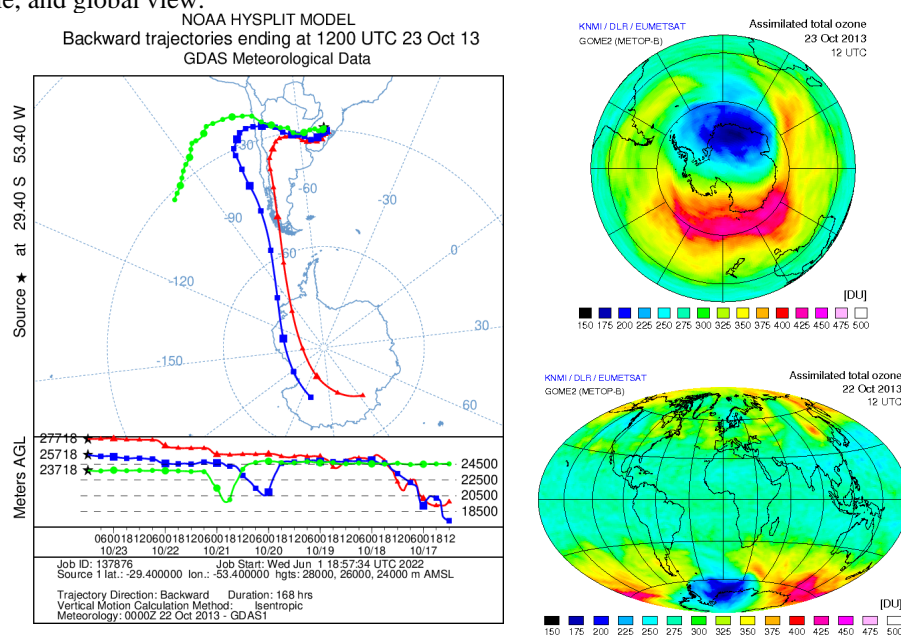 le, and global view.
NOAA HYSPLIT MODEL
Backward trajectories ending at 1200 UTC 23 Oct 13
GDAS Meteorological Data
Source ★ at 29.40 S 53.40 W
-30
-60
-30
-90
0
-120
30
-150
60
Meters AGL
27718
25718
23718
24500
22500
20500
18500
06001812060018120600181206001812060018120600181206001812
10/23 10/22 10/21 10/20 10/19 10/18 10/17
Job ID: 137876 Job Start: Wed Jun 1 18:57:34 UTC 2022
Source 1 lat.: -29.400000 lon.: -53.400000 hgts: 28000, 26000, 24000 m AMSL
Trajectory Direction: Backward Duration: 168 hrs
Vertical Motion Calculation Method: Isentropic
Meteorology: 0000Z 22 Oct 2013 - GDAS1
KNMI / DLR / EUMETSAT Assimilated total ozone
GOME2 (METOP-B) 23 Oct 2013
12 UTC
[DU]
150 175 200 225 250 275 300 325 350 375 400 425 450 475 500
KNMI / DLR / EUMETSAT Assimilated total ozone
GOME2 (METOP-B) 22 Oct 2013
12 UTC
[DU]
150 175 200 225 250 275 300 325 350 375 400 425 450 475 500